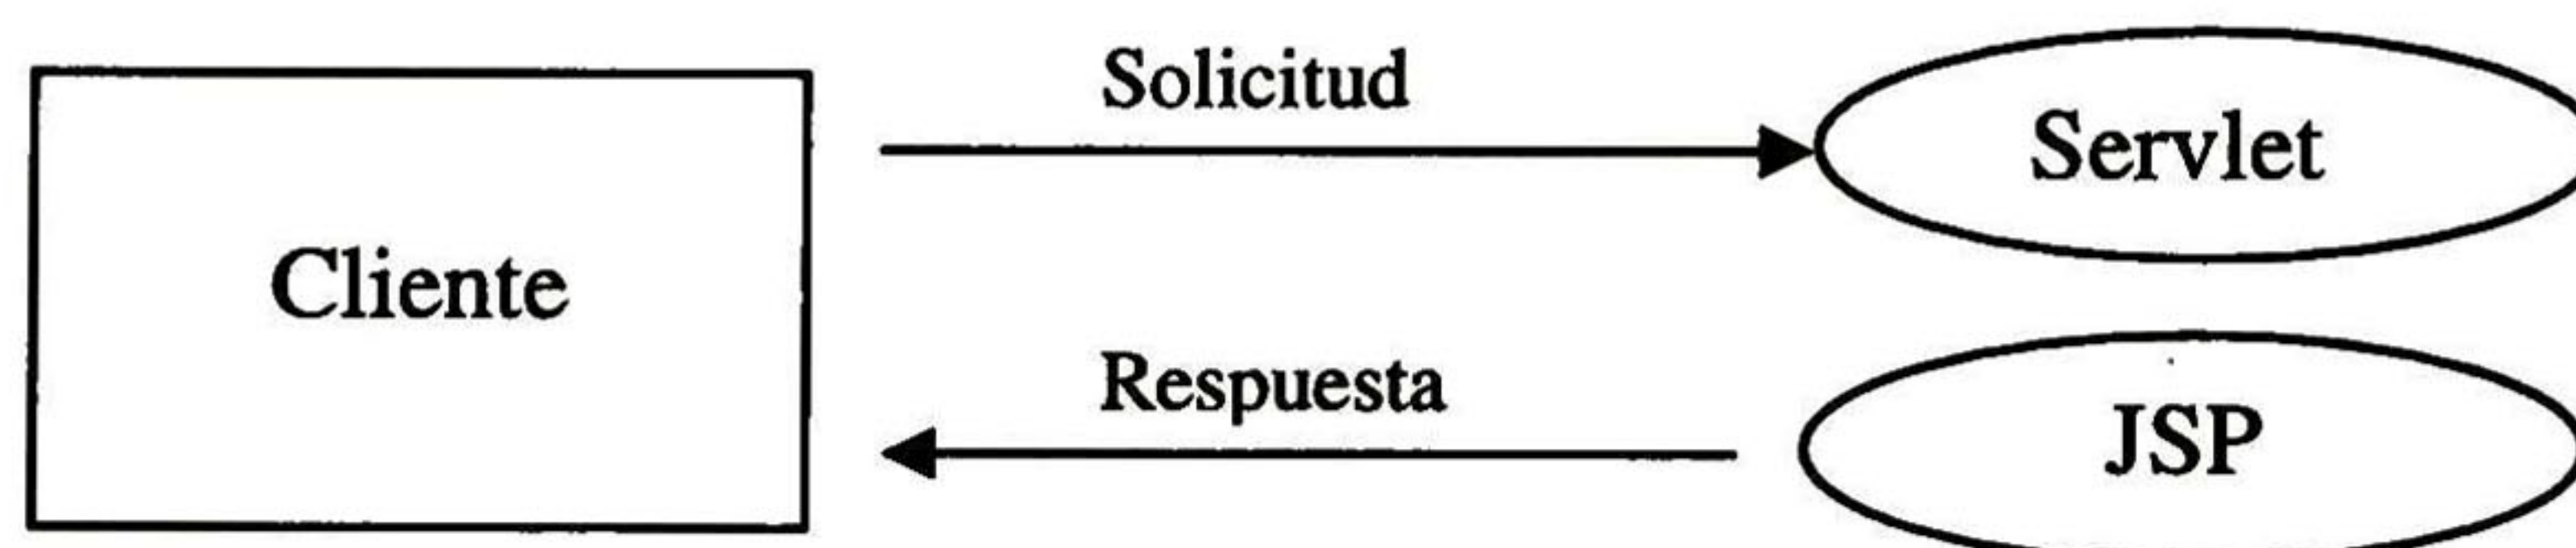 Solicitud
Servlet
Cliente
Respuesta
JSP